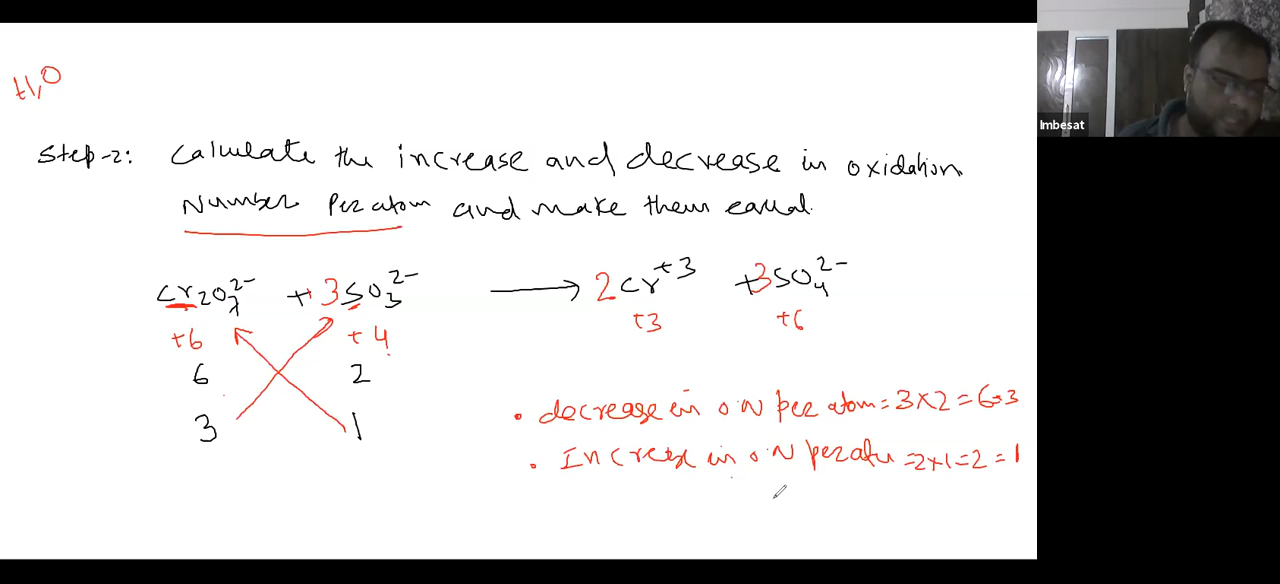 H,O
Step-2: Calculate the increase and decrease in oxidation
Number Per atom and make them equal.
Cr2O7 2- + 3SO3 2- → 2Cr+3 + 3SO4 2-
+6 +4 +3 +6
6 2
3 1
• decrease in O.N per atom = 3×2 = 6=3
• Increase in O.N per atom = 2×1=2 = 1
Imbesat